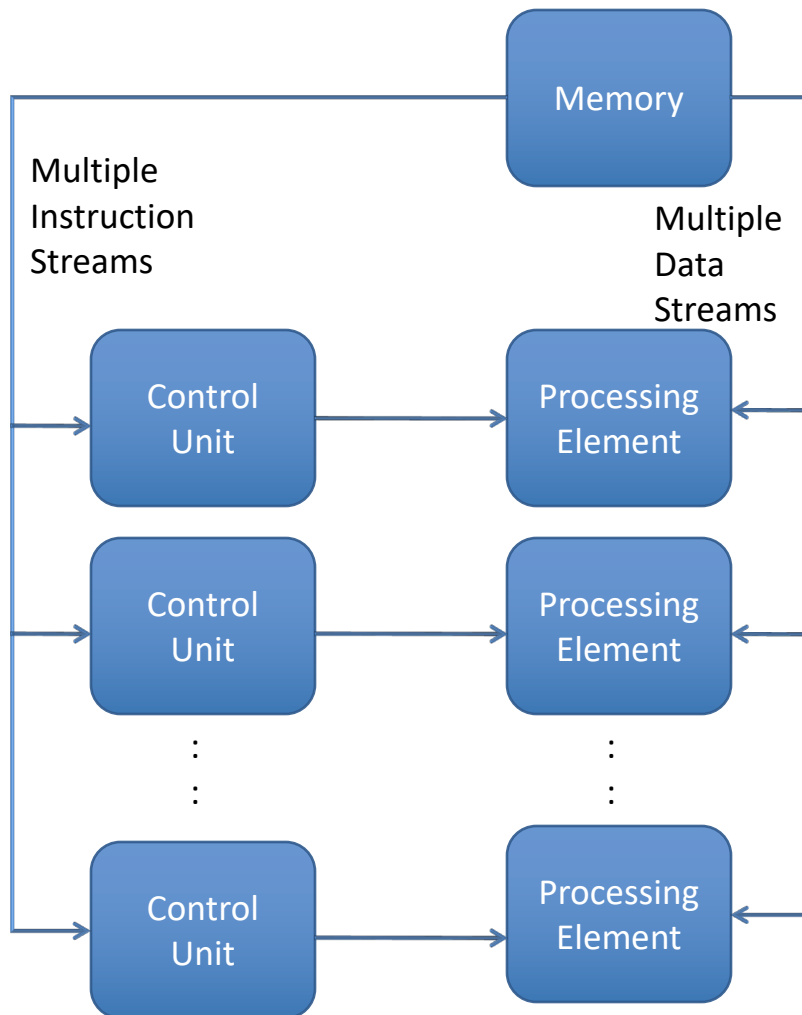 Memory
Multiple
Instruction
Streams
Multiple
Data
Streams
Control
Unit
Processing
Element
Control
Unit
Processing
Element
:
:
:
:
Control
Unit
Processing
Element